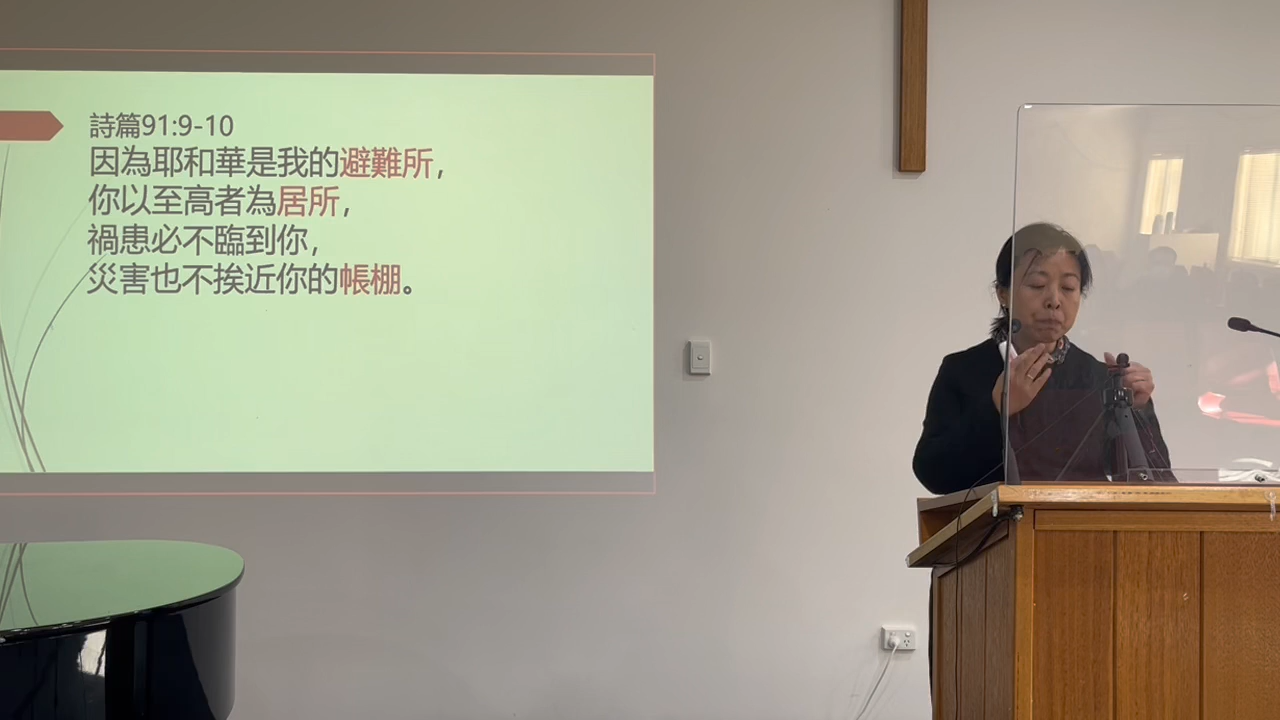 詩篇91:9-10
因為耶和華是我的避難所，
你以至高者為居所，
禍患必不臨到你，
災害也不挨近你的帳棚。